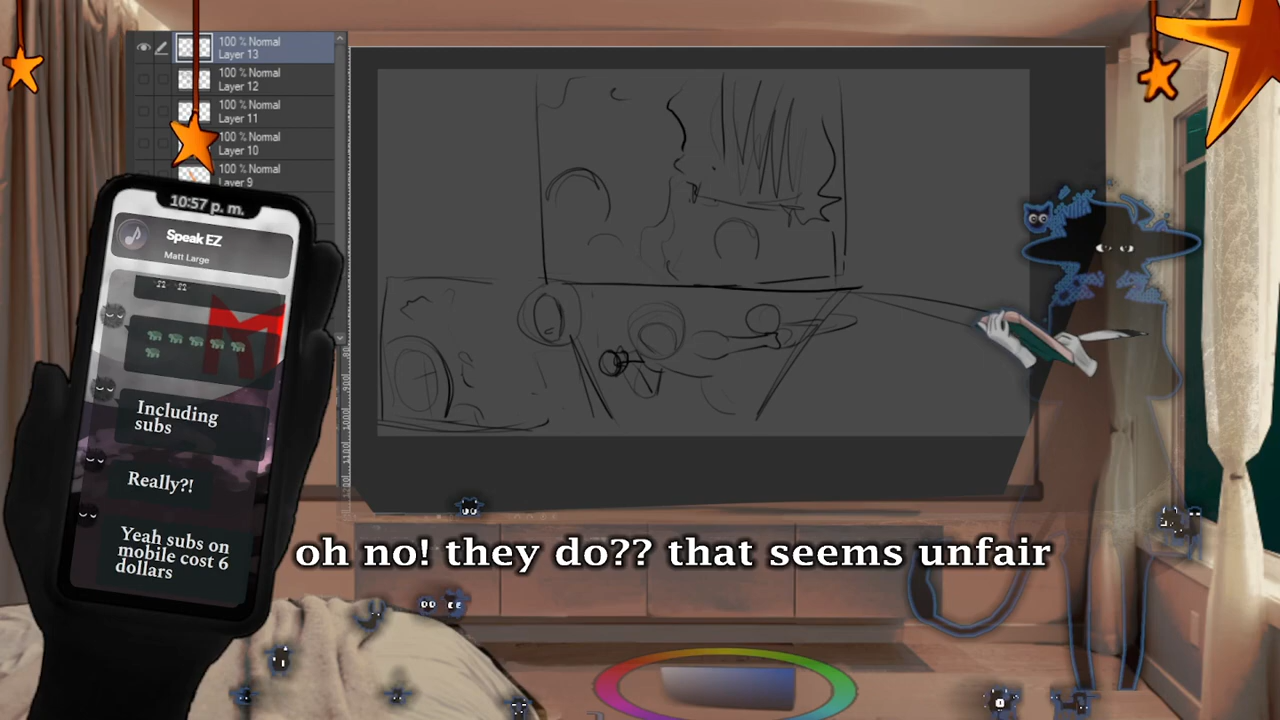 100 % Normal
Layer 13
100 % Normal
Layer 12
100 % Normal
Layer 11
100 % Normal
Layer 10
100 % Normal
Layer 9
10:57 p. m.
Speak EZ
Matt Large
Including
subs
Really?!
Yeah subs on
mobile cost 6
dollars
oh no! they do?? that seems unfair